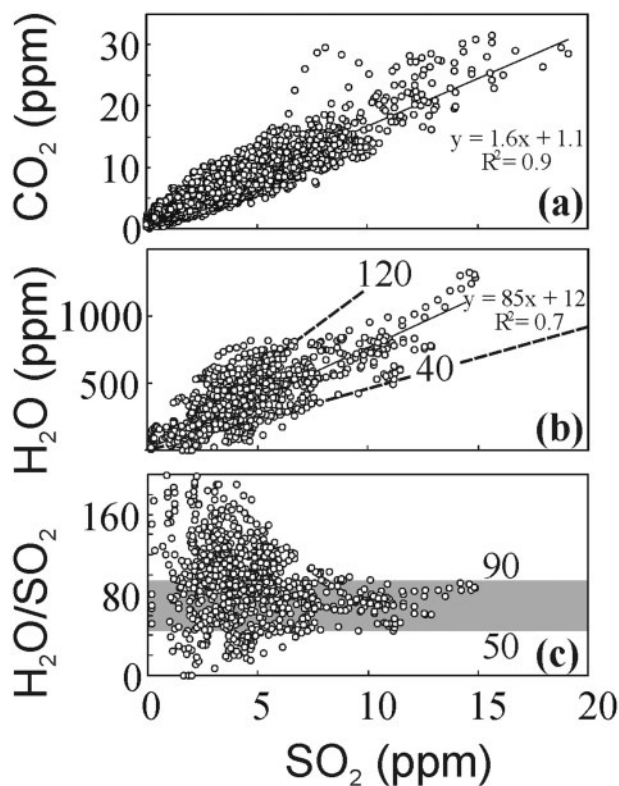 30
20
10
0
CO₂ (ppm)
y = 1.6x + 1.1
R²= 0.9
(a)
1000
500
H₂O (ppm)
120
y = 85x + 12
R²= 0.7
40
(b)
160
80
0
H₂O/SO₂
90
50
(c)
0 5 10 15 20
SO₂ (ppm)